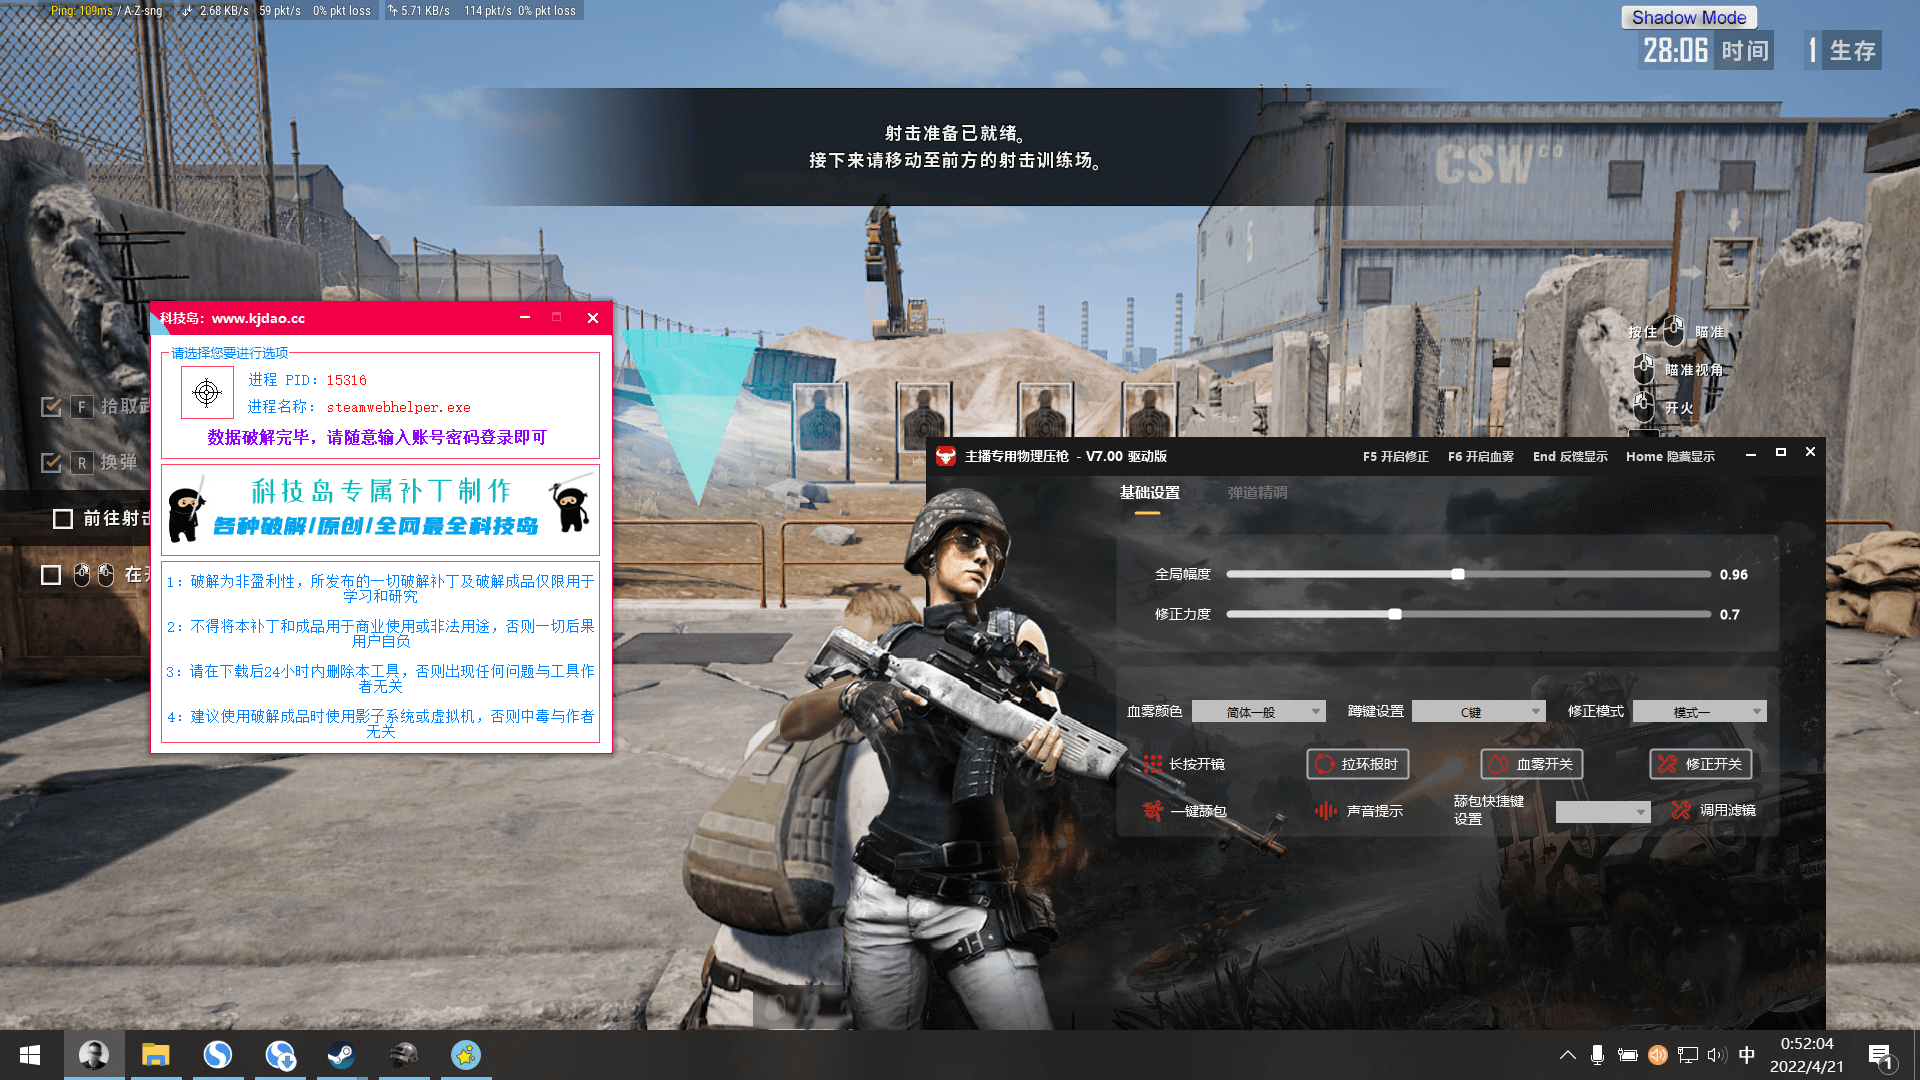 Ping: 109ms / A-Z-sng 2.68 KB/s 59 pkt/s 0% pkt loss 5.71 KB/s 114 pkt/s 0% pkt loss
Shadow Mode
28:06 时间 1 生存
射击准备已就绪。
接下来请移动至前方的射击训练场。
CSW CO
5
按住 瞄准
瞄准视角
开火
F 拾取武
R 换弹
前往射击
在开
科技岛：www.kjdao.cc
请选择您要进行选项
进程 PID: 15316
进程名称: steamwebhelper.exe
数据破解完毕，请随意输入账号密码登录即可
科技岛专属补丁制作
各种破解/原创/全网最全科技岛
1：破解为非盈利性，所发布的一切破解补丁及破解成品仅限用于
学习和研究
2：不得将本补丁和成品用于商业使用或非法用途，否则一切后果
用户自负
3：请在下载后24小时内删除本工具，否则出现任何问题与工具作
者无关
4：建议使用破解成品时使用影子系统或虚拟机，否则中毒与作者
无关
主播专用物理压枪 - V7.00 驱动版
F5 开启修正 F6 开启血雾 End 反馈显示 Home 隐藏显示
基础设置 弹道精调
全局幅度 0.96
修正力度 0.7
血雾颜色 简体一般 蹲键设置 C键 修正模式 模式一
长按开镜 拉环报时 血雾开关 修正开关
一键舔包 声音提示 舔包快捷键
设置 调用滤镜
中
0:52:04
2022/4/21
1